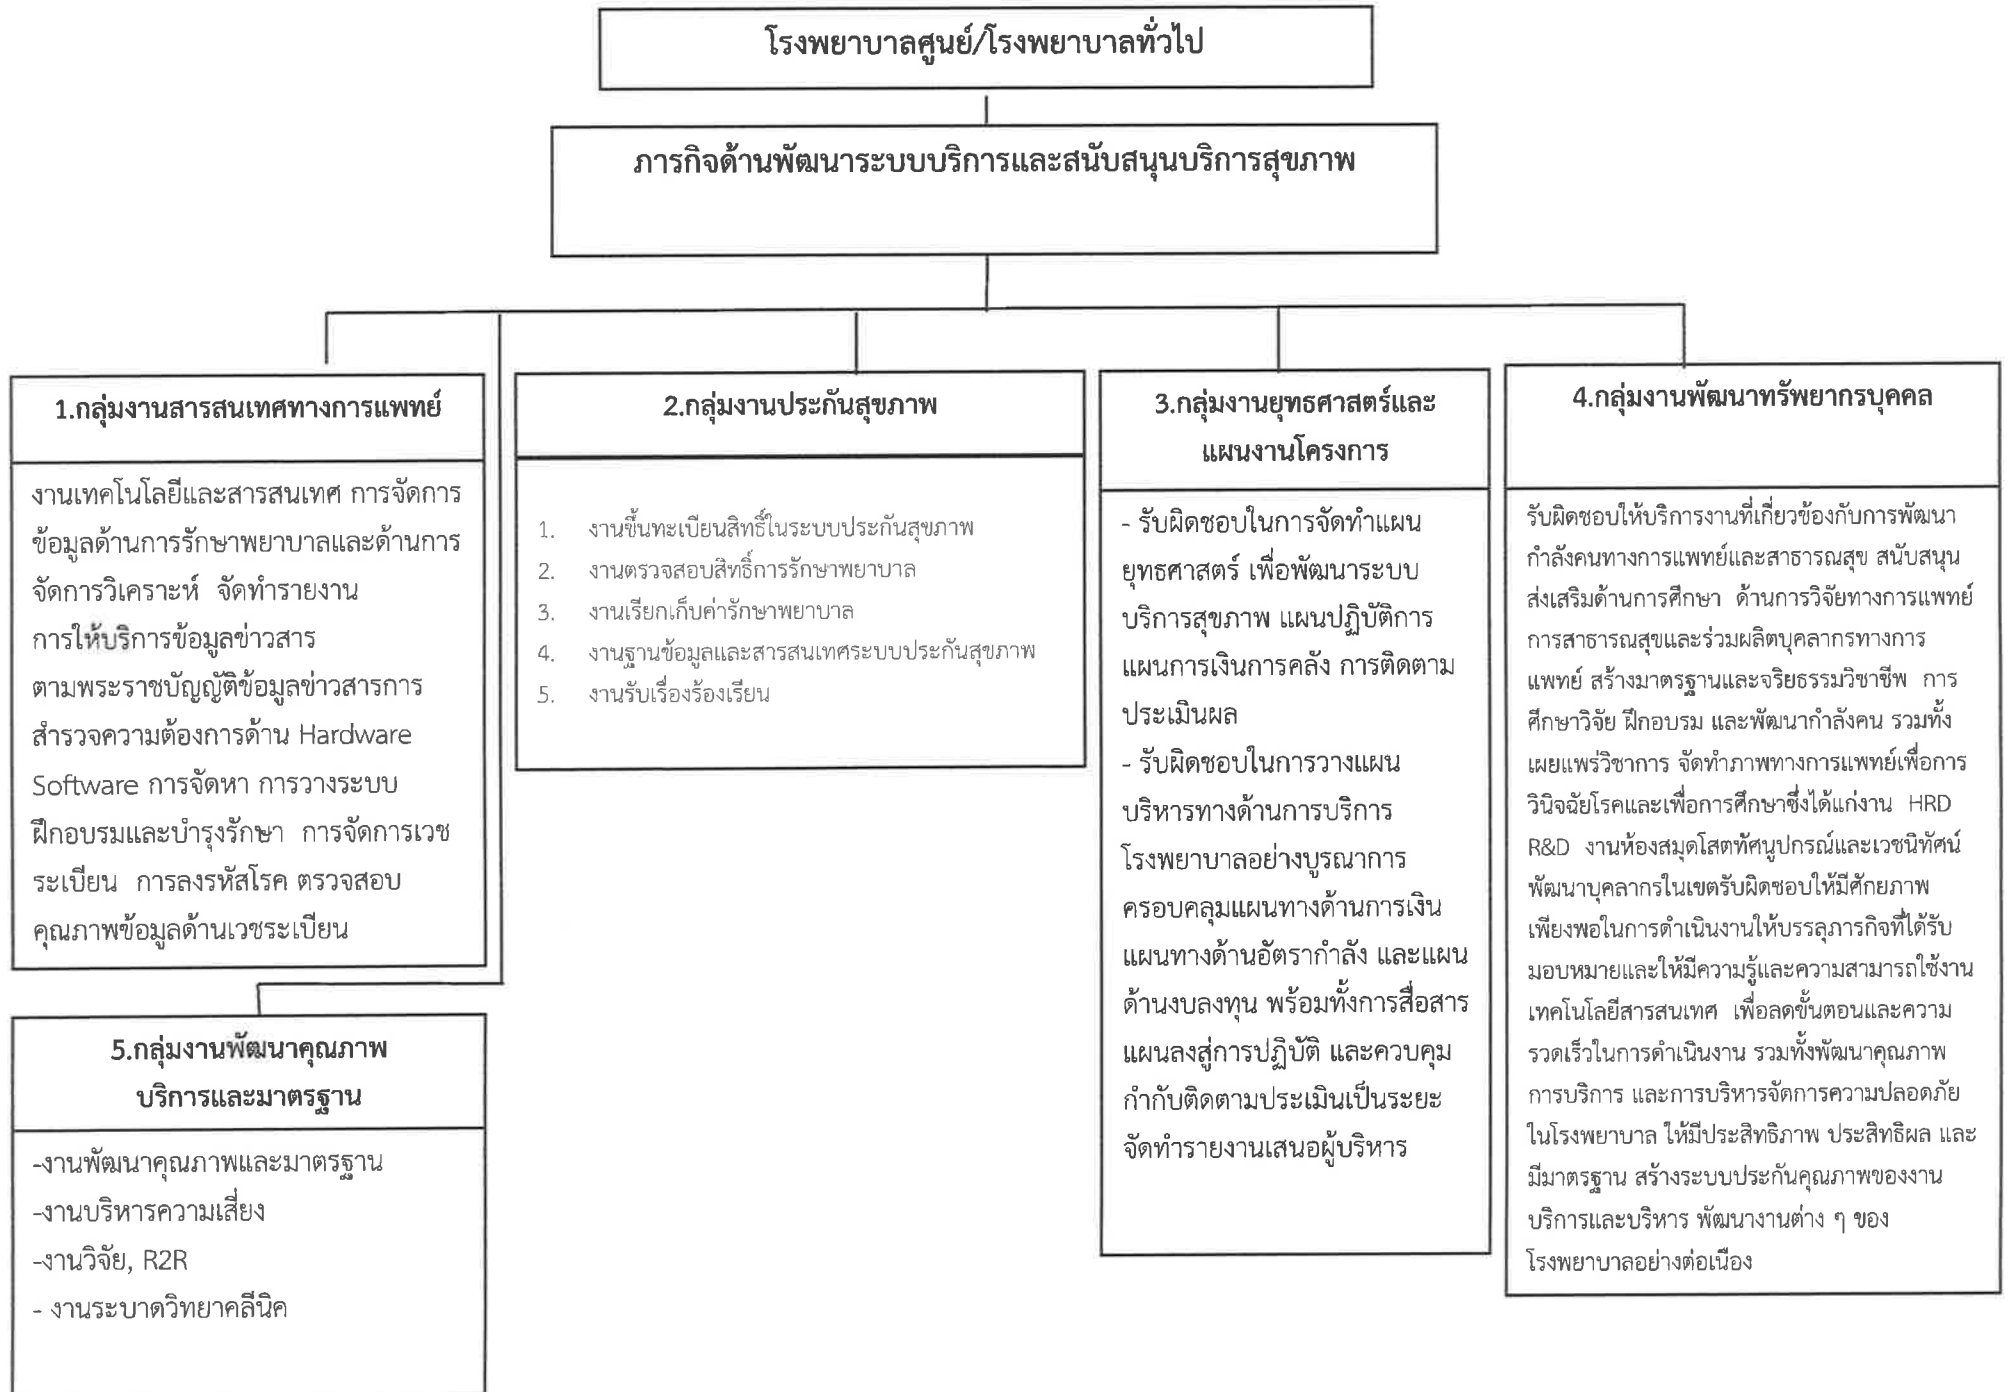 โรงพยาบาลศูนย์/โรงพยาบาลทั่วไป
ภารกิจด้านพัฒนาระบบบริการและสนับสนุนบริการสุขภาพ
1.กลุ่มงานสารสนเทศทางการแพทย์
งานเทคโนโลยีและสารสนเทศ การจัดการ
ข้อมูลด้านการรักษาพยาบาลและด้านการ
จัดการวิเคราะห์ จัดทำรายงาน
การให้บริการข้อมูลข่าวสาร
ตามพระราชบัญญัติข้อมูลข่าวสารการ
สำรวจความต้องการด้าน Hardware
Software การจัดหา การวางระบบ
ฝึกอบรมและบำรุงรักษา การจัดการเวช
ระเบียน การลงรหัสโรค ตรวจสอบ
คุณภาพข้อมูลด้านเวชระเบียน
2.กลุ่มงานประกันสุขภาพ
1. งานขึ้นทะเบียนสิทธิ์ในระบบประกันสุขภาพ
2. งานตรวจสอบสิทธิ์การรักษาพยาบาล
3. งานเรียกเก็บค่ารักษาพยาบาล
4. งานฐานข้อมูลและสารสนเทศระบบประกันสุขภาพ
5. งานรับเรื่องร้องเรียน
3.กลุ่มงานยุทธศาสตร์และ
แผนงานโครงการ
- รับผิดชอบในการจัดทำแผน
ยุทธศาสตร์ เพื่อพัฒนาระบบ
บริการสุขภาพ แผนปฏิบัติการ
แผนการเงินการคลัง การติดตาม
ประเมินผล
- รับผิดชอบในการวางแผน
บริหารทางด้านการบริการ
โรงพยาบาลอย่างบูรณาการ
ครอบคลุมแผนทางด้านการเงิน
แผนทางด้านอัตรากำลัง และแผน
ด้านงบลงทุน พร้อมทั้งการสื่อสาร
แผนลงสู่การปฏิบัติ และควบคุม
กำกับติดตามประเมินเป็นระยะ
จัดทำรายงานเสนอผู้บริหาร
4.กลุ่มงานพัฒนาทรัพยากรบุคคล
รับผิดชอบให้บริการงานที่เกี่ยวข้องกับการพัฒนา
กำลังคนทางการแพทย์และสาธารณสุข สนับสนุน
ส่งเสริมด้านการศึกษา ด้านการวิจัยทางการแพทย์
การสาธารณสุขและร่วมผลิตบุคลากรทางการ
แพทย์ สร้างมาตรฐานและจริยธรรมวิชาชีพ การ
ศึกษาวิจัย ฝึกอบรม และพัฒนากำลังคน รวมทั้ง
เผยแพร่วิชาการ จัดทำภาพทางการแพทย์เพื่อการ
วินิจฉัยโรคและเพื่อการศึกษาซึ่งได้แก่งาน HRD
R&D งานห้องสมุดโสตทัศนูปกรณ์และเวชนิทัศน์
พัฒนาบุคลากรในเขตรับผิดชอบให้มีศักยภาพ
เพียงพอในการดำเนินงานให้บรรลุภารกิจที่ได้รับ
มอบหมายและให้มีความรู้และความสามารถใช้งาน
เทคโนโลยีสารสนเทศ เพื่อลดขั้นตอนและความ
รวดเร็วในการดำเนินงาน รวมทั้งพัฒนาคุณภาพ
การบริการ และการบริหารจัดการความปลอดภัย
ในโรงพยาบาล ให้มีประสิทธิภาพ ประสิทธิผล และ
มีมาตรฐาน สร้างระบบประกันคุณภาพของงาน
บริการและบริหาร พัฒนางานต่าง ๆ ของ
โรงพยาบาลอย่างต่อเนื่อง
5.กลุ่มงานพัฒนาคุณภาพ
บริการและมาตรฐาน
-งานพัฒนาคุณภาพและมาตรฐาน
-งานบริหารความเสี่ยง
-งานวิจัย, R2R
- งานระบาดวิทยาคลีนิค